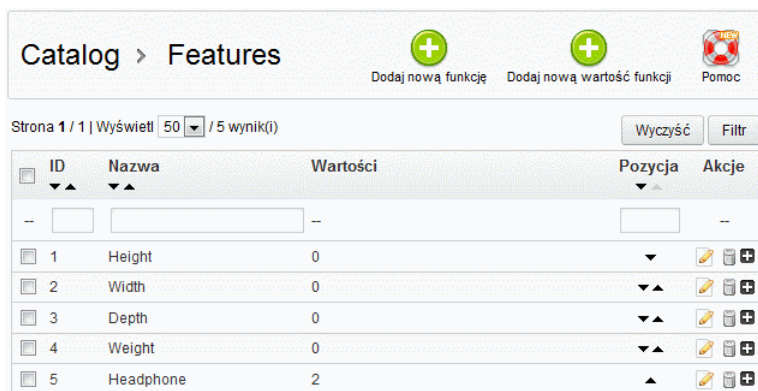 Catalog > Features
Dodaj nową funkcję
Dodaj nową wartość funkcji
NEW
Pomoc
Strona 1 / 1 | Wyświetl 50 / 5 wynik(i)
Wyczyść
Filtr
ID Nazwa Wartości Pozycja Akcje
-- -- --
1 Height 0
2 Width 0
3 Depth 0
4 Weight 0
5 Headphone 2